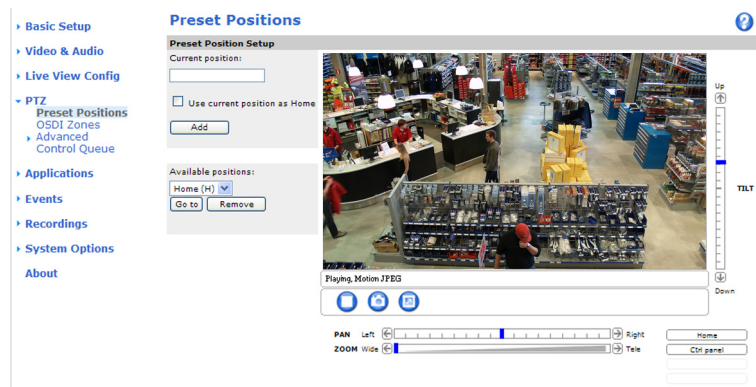 Basic Setup
Video & Audio
Live View Config
PTZ
Preset Positions
OSDI Zones
Advanced
Control Queue
Applications
Events
Recordings
System Options
About
Preset Positions
?
Preset Position Setup
Current position:
Use current position as Home
Add
Available positions:
Home (H)
Go to Remove
Playing, Motion JPEG
Up
TILT
Down
PAN Left Right
ZOOM Wide Tele
Home
Ctrl panel